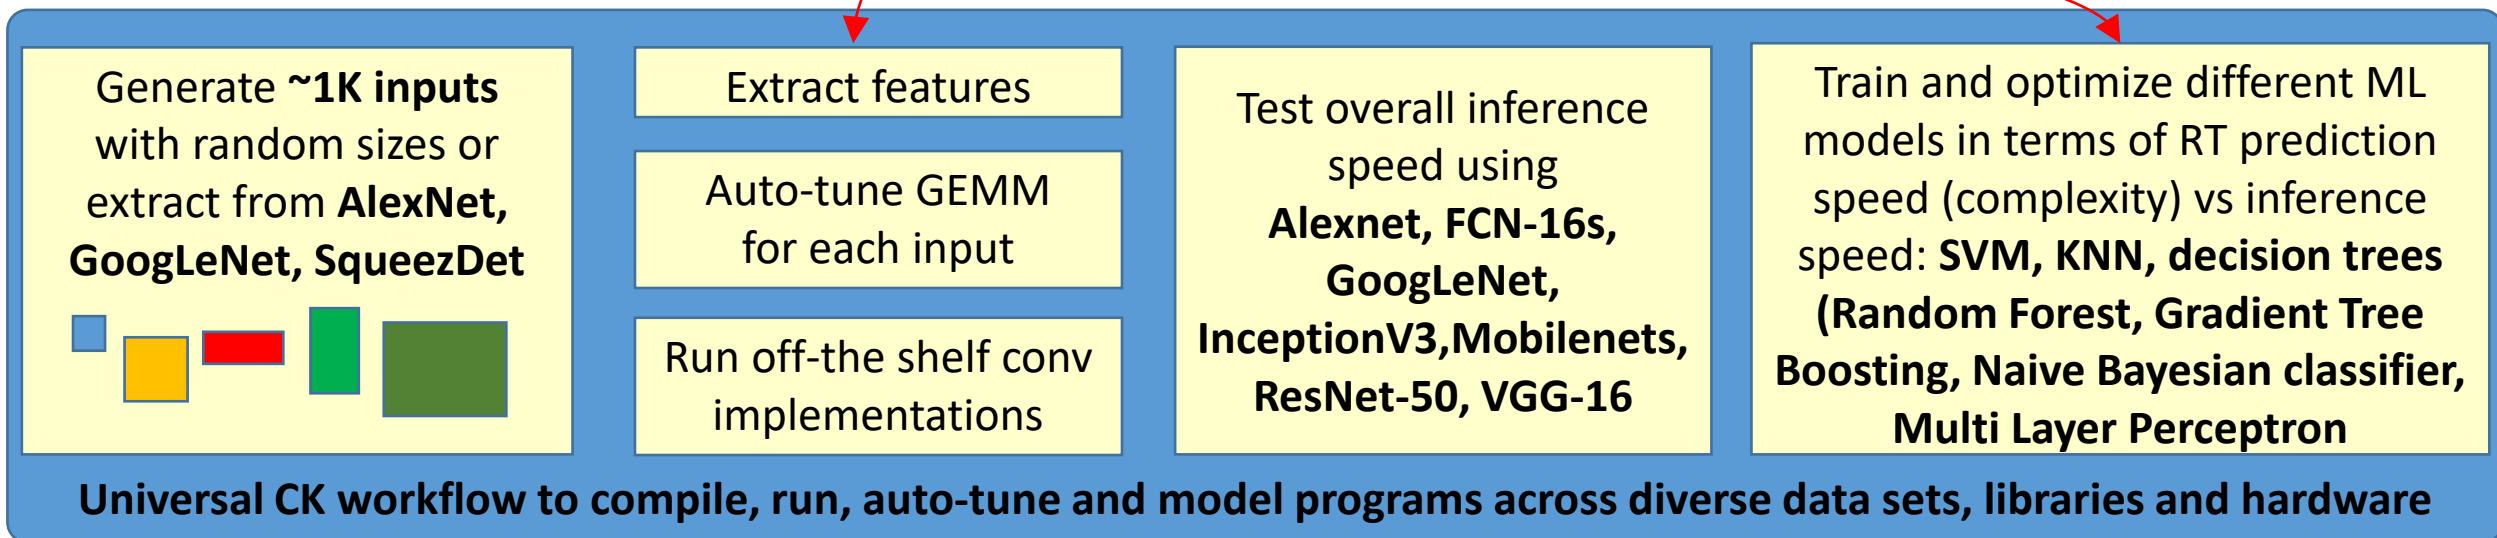 Generate ~1K inputs
with random sizes or
extract from AlexNet,
GoogLeNet, SqueezDet
Extract features
Auto-tune GEMM
for each input
Run off-the shelf conv
implementations
Test overall inference
speed using
Alexnet, FCN-16s,
GoogLeNet,
InceptionV3,Mobilenets,
ResNet-50, VGG-16
Train and optimize different ML
models in terms of RT prediction
speed (complexity) vs inference
speed: SVM, KNN, decision trees
(Random Forest, Gradient Tree
Boosting, Naive Bayesian classifier,
Multi Layer Perceptron
Universal CK workflow to compile, run, auto-tune and model programs across diverse data sets, libraries and hardware